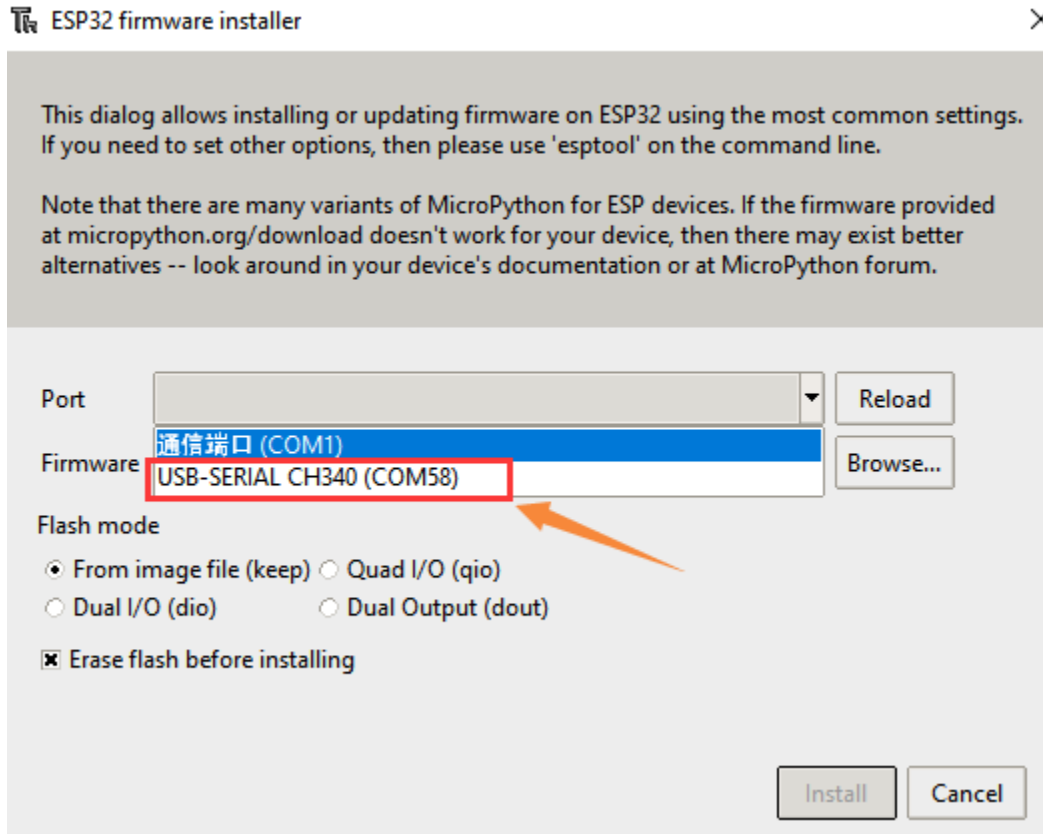 ESP32 firmware installer
This dialog allows installing or updating firmware on ESP32 using the most common settings.
If you need to set other options, then please use 'esptool' on the command line.
Note that there are many variants of MicroPython for ESP devices. If the firmware provided
at micropython.org/download doesn't work for your device, then there may exist better
alternatives -- look around in your device's documentation or at MicroPython forum.
Port
Reload
通信端口 (COM1)
Firmware
USB-SERIAL CH340 (COM58)
Browse...
Flash mode
From image file (keep) Quad I/O (qio)
Dual I/O (dio) Dual Output (dout)
Erase flash before installing
Install Cancel